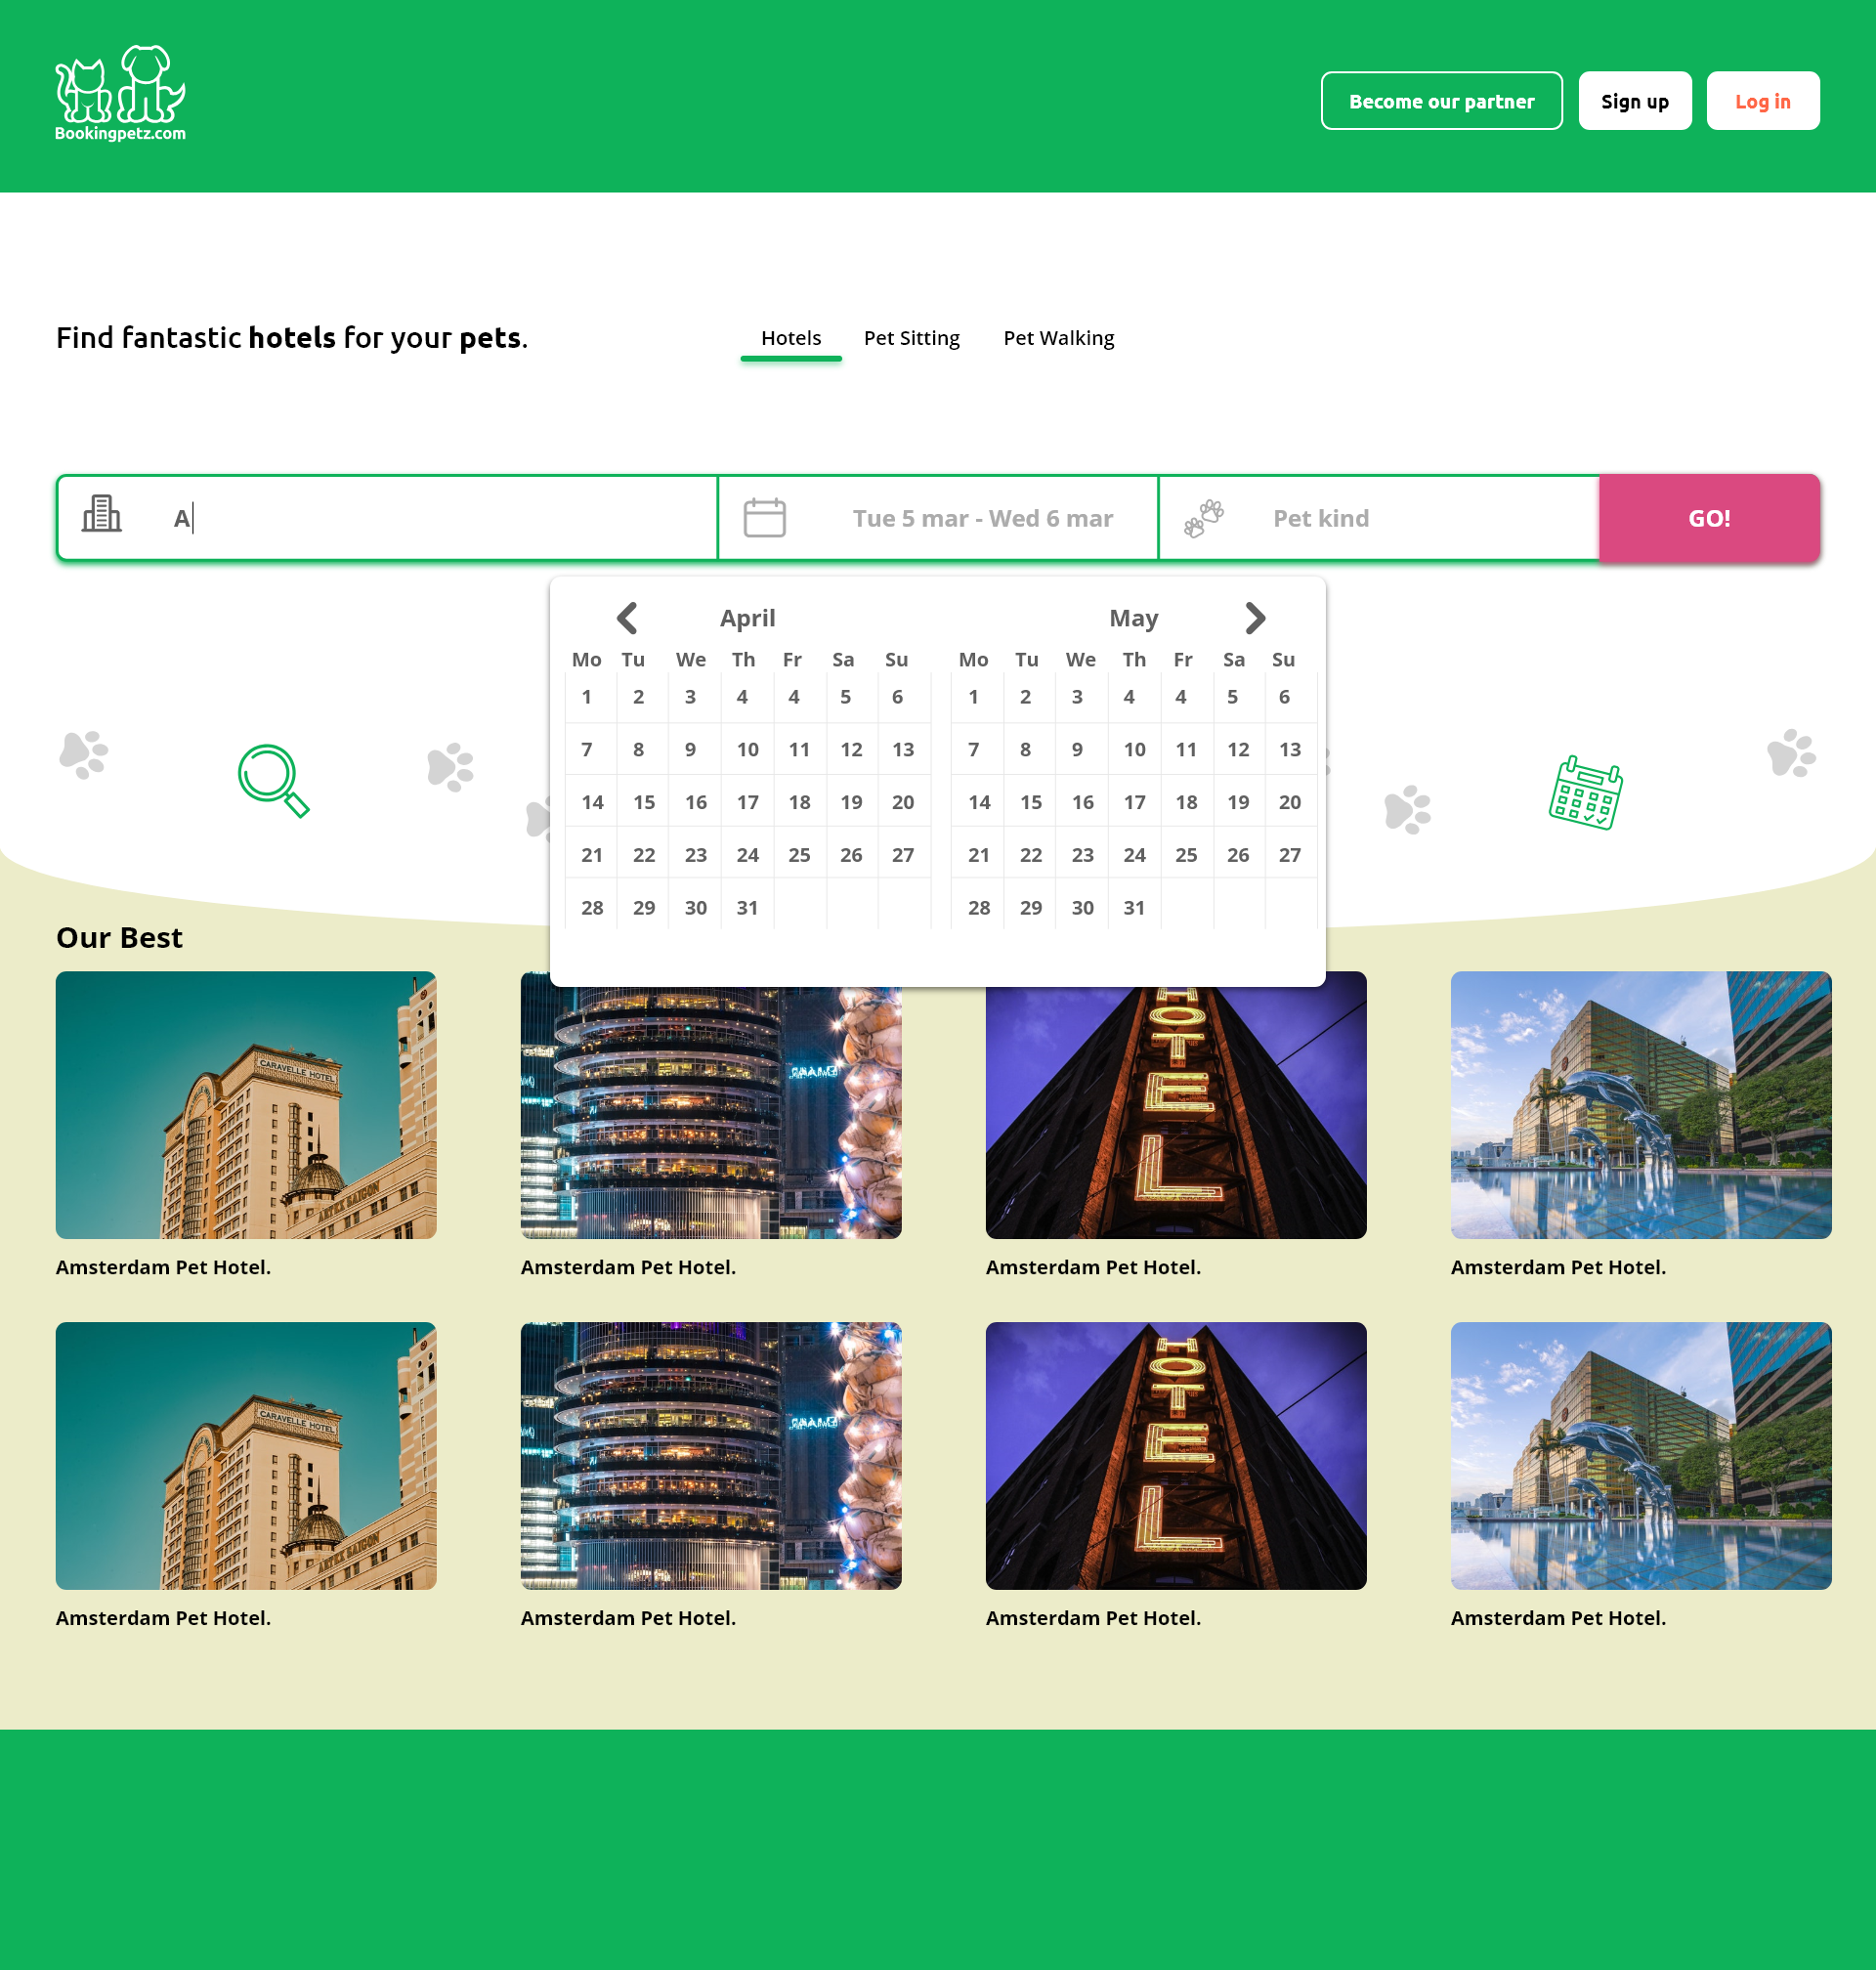 Bookingpetz.com
Become our partner
Sign up
Log in
Find fantastic hotels for your pets.
Hotels
Pet Sitting
Pet Walking
A
Tue 5 mar - Wed 6 mar
Pet kind
GO!
April
May
Mo Tu We Th Fr Sa Su
Mo Tu We Th Fr Sa Su
1 2 3 4 4 5 6
1 2 3 4 4 5 6
7 8 9 10 11 12 13
7 8 9 10 11 12 13
14 15 16 17 18 19 20
14 15 16 17 18 19 20
21 22 23 24 25 26 27
21 22 23 24 25 26 27
28 29 30 31
28 29 30 31
Our Best
CARAVELLE HOTEL
ARTEX SAIGON
HOTEL
Amsterdam Pet Hotel.
Amsterdam Pet Hotel.
Amsterdam Pet Hotel.
Amsterdam Pet Hotel.
CARAVELLE HOTEL
ARTEX SAIGON
HOTEL
Amsterdam Pet Hotel.
Amsterdam Pet Hotel.
Amsterdam Pet Hotel.
Amsterdam Pet Hotel.